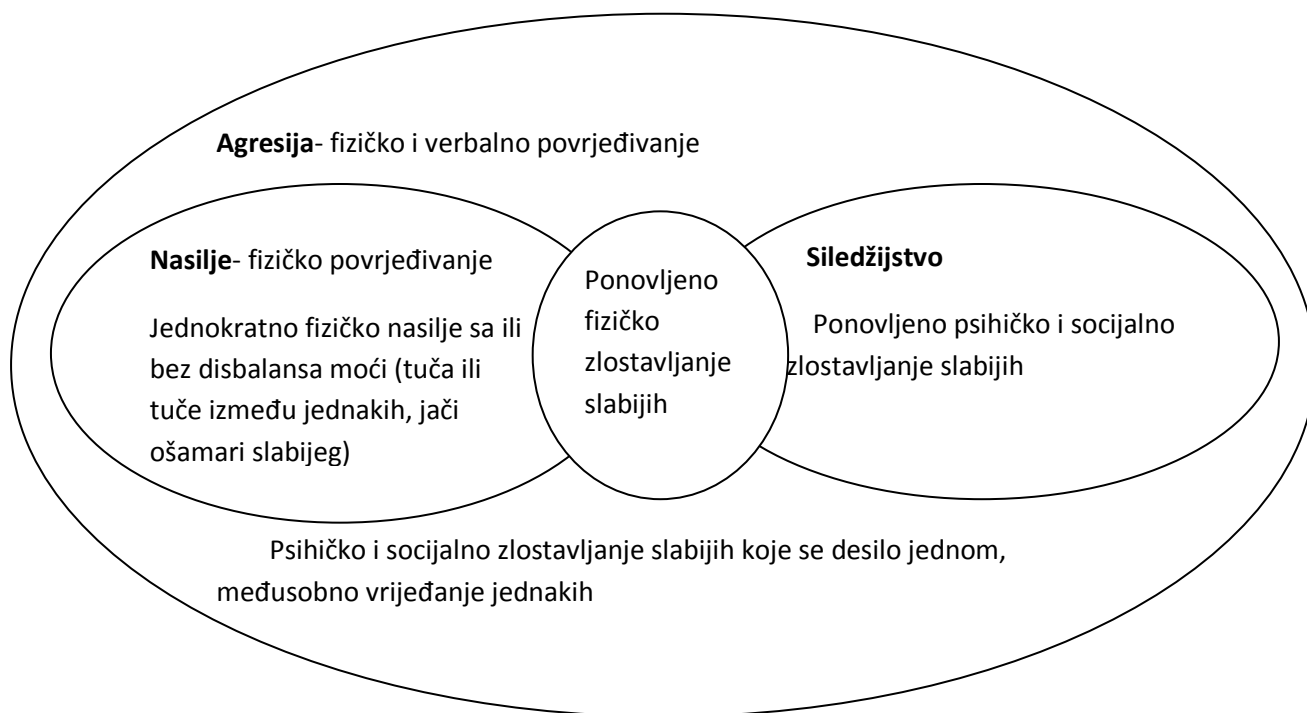 Agresija- fizičko i verbalno povrjeđivanje
Nasilje- fizičko povrjeđivanje
Jednokratno fizičko nasilje sa ili
bez disbalansa moći (tuča ili
tuče između jednakih, jači
ošamari slabijeg)
Ponovljeno
fizičko
zlostavljanje
slabijih
Siledžijstvo
Ponovljeno psihičko i socijalno
zlostavljanje slabijih
Psihičko i socijalno zlostavljanje slabijih koje se desilo jednom,
međusobno vrijeđanje jednakih